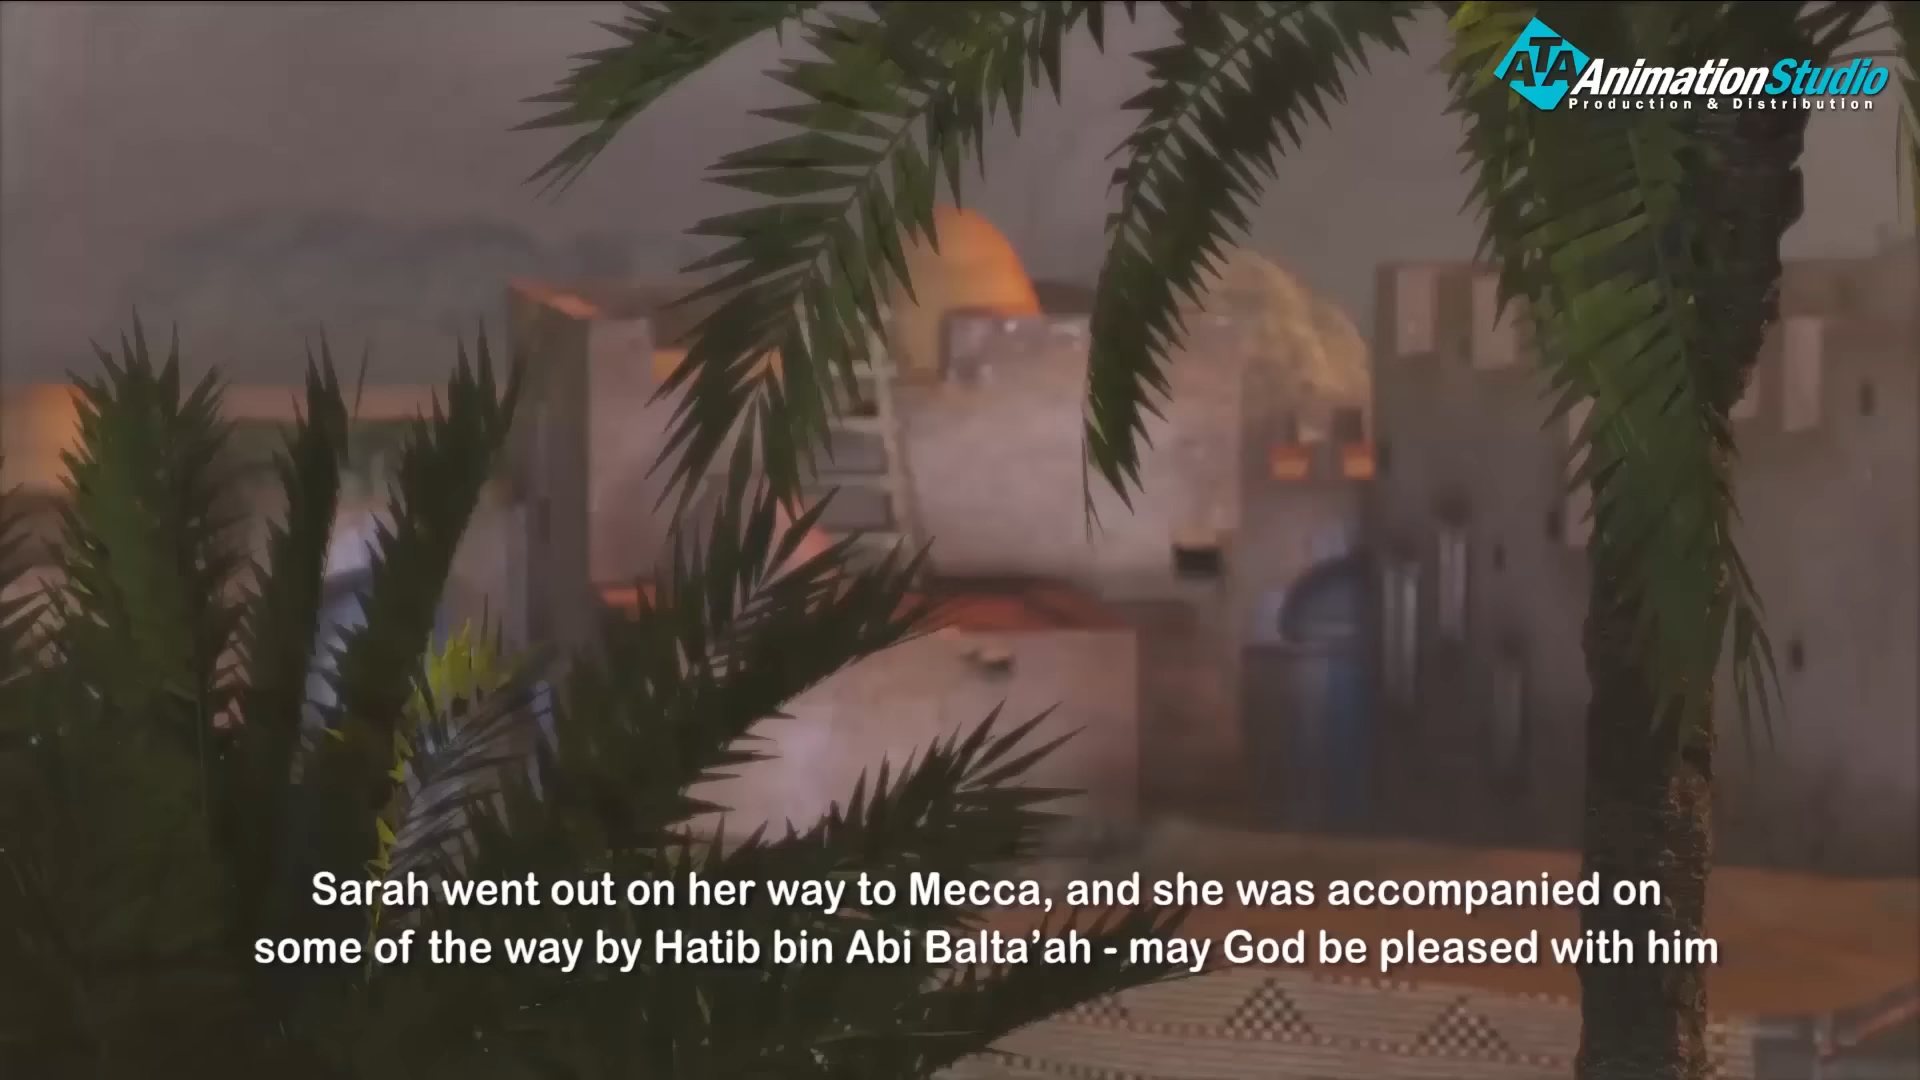 ATA AnimationStudio
Production & Distribution
Sarah went out on her way to Mecca, and she was accompanied on
some of the way by Hatib bin Abi Balta’ah - may God be pleased with him